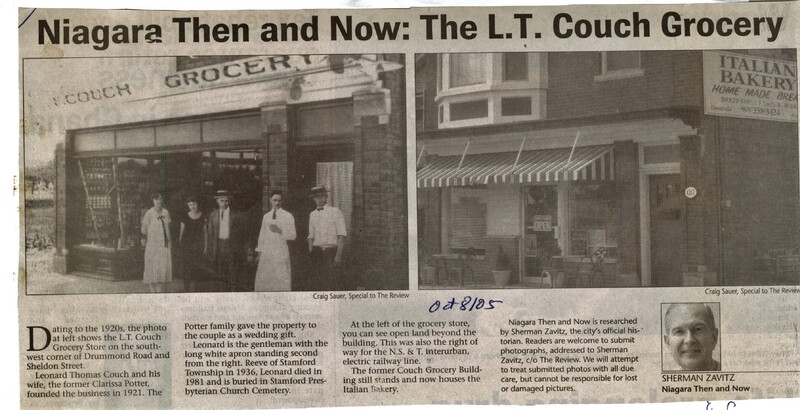 Niagara Then and Now: The L.T. Couch Grocery
COUCH GROCERY
ITALIAN
BAKERY
HOME MADE BREA
OPEN
Craig Sauer, Special to The Review
Craig Sauer, Special to The Review
Oct 8/05
Dating to the 1920s, the photo
at left shows the L.T. Couch
Grocery Store on the south-
west corner of Drummond Road and
Sheldon Street.
Leonard Thomas Couch and his
wife, the former Clarissa Potter,
founded the business in 1921. The
Potter family gave the property to
the couple as a wedding gift.
Leonard is the gentleman with the
long white apron standing second
from the right. Reeve of Stamford
Township in 1936, Leonard died in
1981 and is buried in Stamford Pres-
byterian Church Cemetery.
At the left of the grocery store,
you can see open land beyond the
building. This was also the right of
way for the N.S. & T. interurban,
electric railway line.
The former Couch Grocery Build-
ing still stands and now houses the
Italian Bakery.
Niagara Then and Now is researched
by Sherman Zavitz, the city's official his-
torian. Readers are welcome to submit
photographs, addressed to Sherman
Zavitz, c/o The Review. We will attempt
to treat submitted photos with all due
care, but cannot be responsible for lost
or damaged pictures.
SHERMAN ZAVITZ
Niagara Then and Now